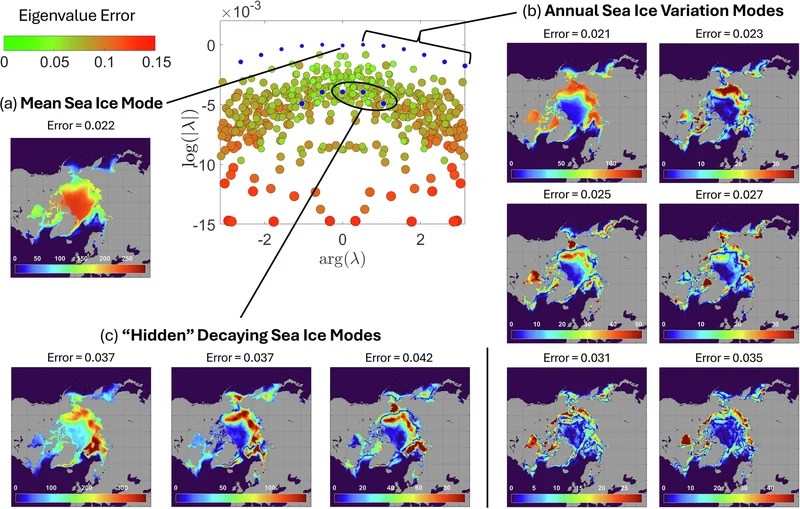 Eigenvalue Error
0 0.05 0.10 0.15
(a) Mean Sea Ice Mode
Error = 0.022
0 50 100 150 200 250
×10⁻³
0
-5
-10
-15
log(|λ|)
-2 0 2
arg(λ)
(b) Annual Sea Ice Variation Modes
Error = 0.021 Error = 0.023
0 50 100
0 10 20 30
Error = 0.025 Error = 0.027
0 10 20 30 40 50
0 10 20 30
(c) “Hidden” Decaying Sea Ice Modes
Error = 0.037 Error = 0.037 Error = 0.042
0 100 200 300
0 50 100
0 50 100
Error = 0.031 Error = 0.035
0 5 10 15 20 25
0 10 20 30 40